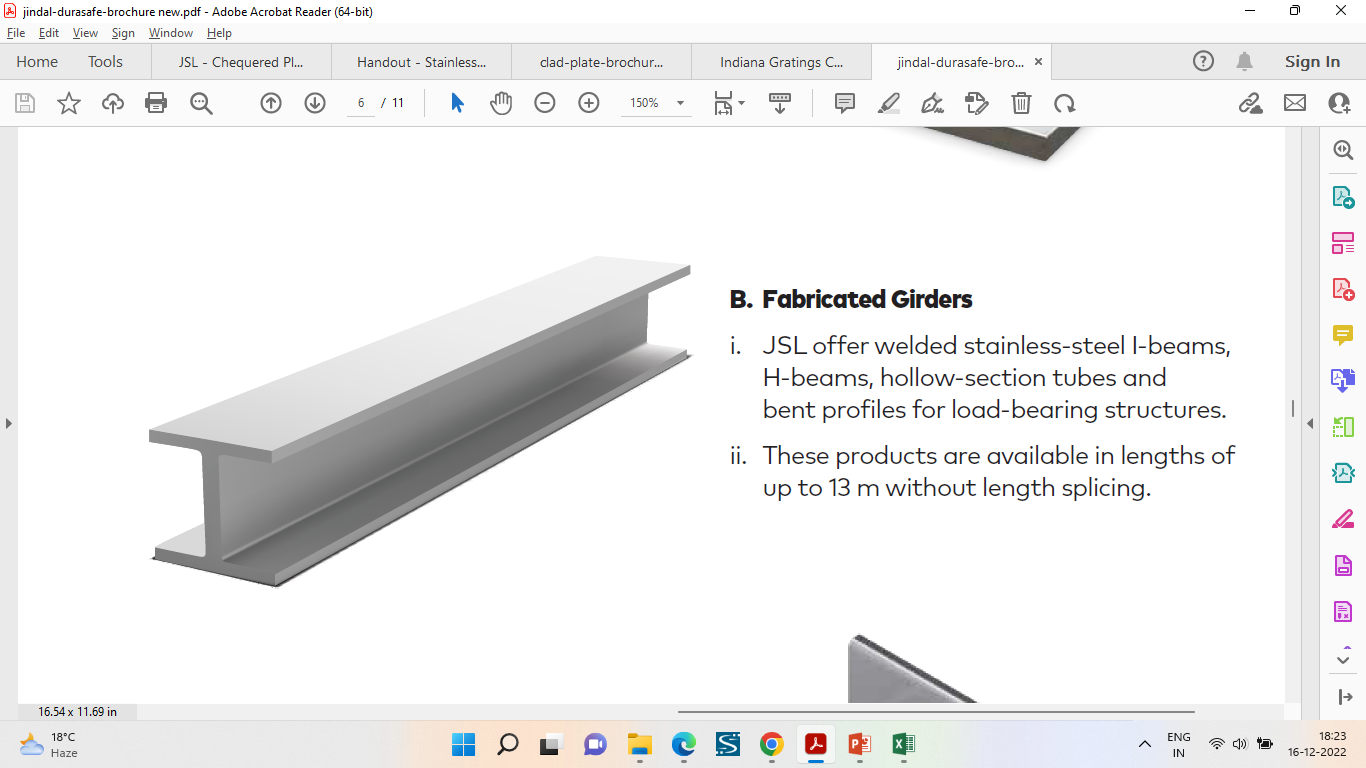 jindal-durasafe-brochure new.pdf - Adobe Acrobat Reader (64-bit)
File Edit View Sign Window Help
Home Tools JSL - Chequered Pl... Handout - Stainless... clad-plate-brochur... Indiana Gratings C... jindal-durasafe-bro... Sign In
6 / 11 150%
B. Fabricated Girders
i. JSL offer welded stainless-steel I-beams,
H-beams, hollow-section tubes and
bent profiles for load-bearing structures.
ii. These products are available in lengths of
up to 13 m without length splicing.
16.54 x 11.69 in
18°C
Haze
ENG
IN
18:23
16-12-2022